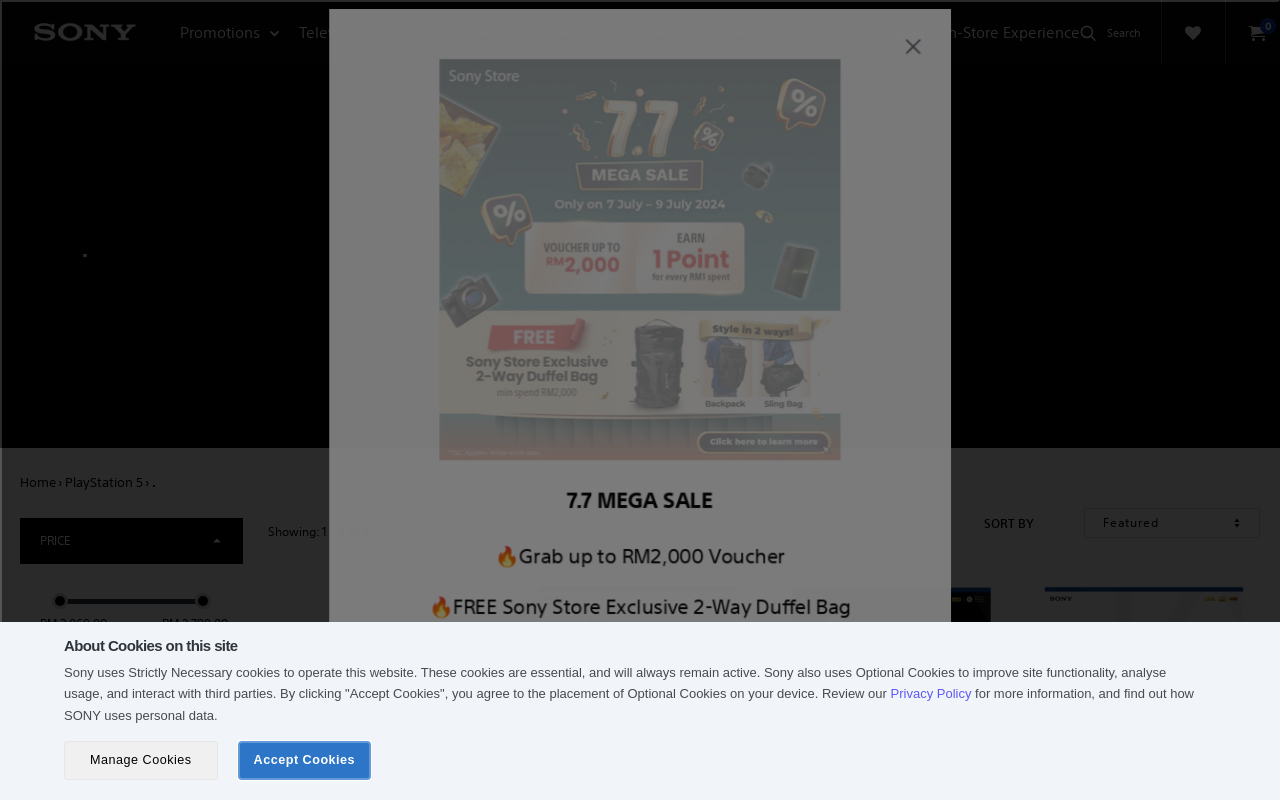 SONY
Promotions
-Store Experience
Search
0
Sony Store
7.7
MEGA SALE
Only on 7 July – 9 July 2024
VOUCHER UP TO
RM2,000
EARN
1 Point
for every RM1 spent
FREE
Sony Store Exclusive
2-Way Duffel Bag
min spend RM2,000
Style in 2 ways!
Backpack
Sling Bag
Click here to learn more
7.7 MEGA SALE
🔥Grab up to RM2,000 Voucher
🔥FREE Sony Store Exclusive 2-Way Duffel Bag
Home › PlayStation 5 › .
PRICE
Showing: 1
SORT BY
Featured
SONY
About Cookies on this site
Sony uses Strictly Necessary cookies to operate this website. These cookies are essential, and will always remain active. Sony also uses Optional Cookies to improve site functionality, analyse
usage, and interact with third parties. By clicking "Accept Cookies", you agree to the placement of Optional Cookies on your device. Review our Privacy Policy for more information, and find out how
SONY uses personal data.
Manage Cookies
Accept Cookies